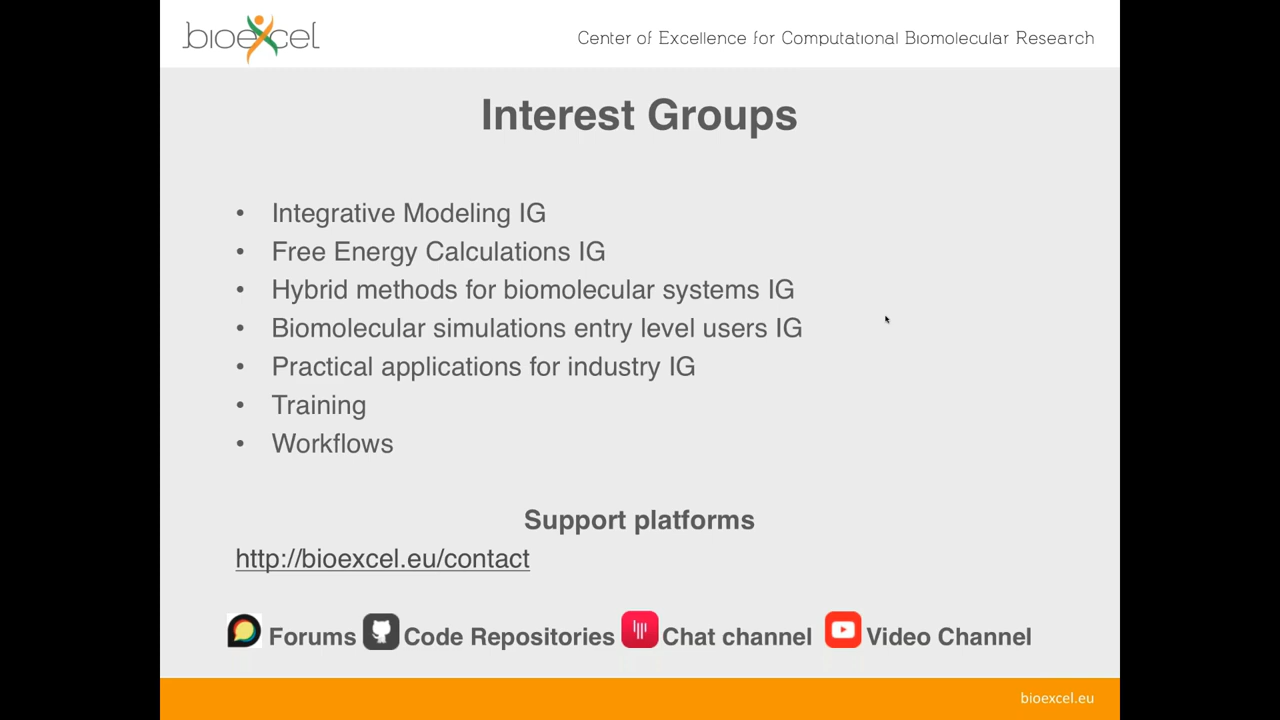 bioexcel
Center of Excellence for Computational Biomolecular Research
Interest Groups
• Integrative Modeling IG
• Free Energy Calculations IG
• Hybrid methods for biomolecular systems IG
• Biomolecular simulations entry level users IG
• Practical applications for industry IG
• Training
• Workflows
Support platforms
http://bioexcel.eu/contact
Forums Code Repositories Chat channel Video Channel
bioexcel.eu